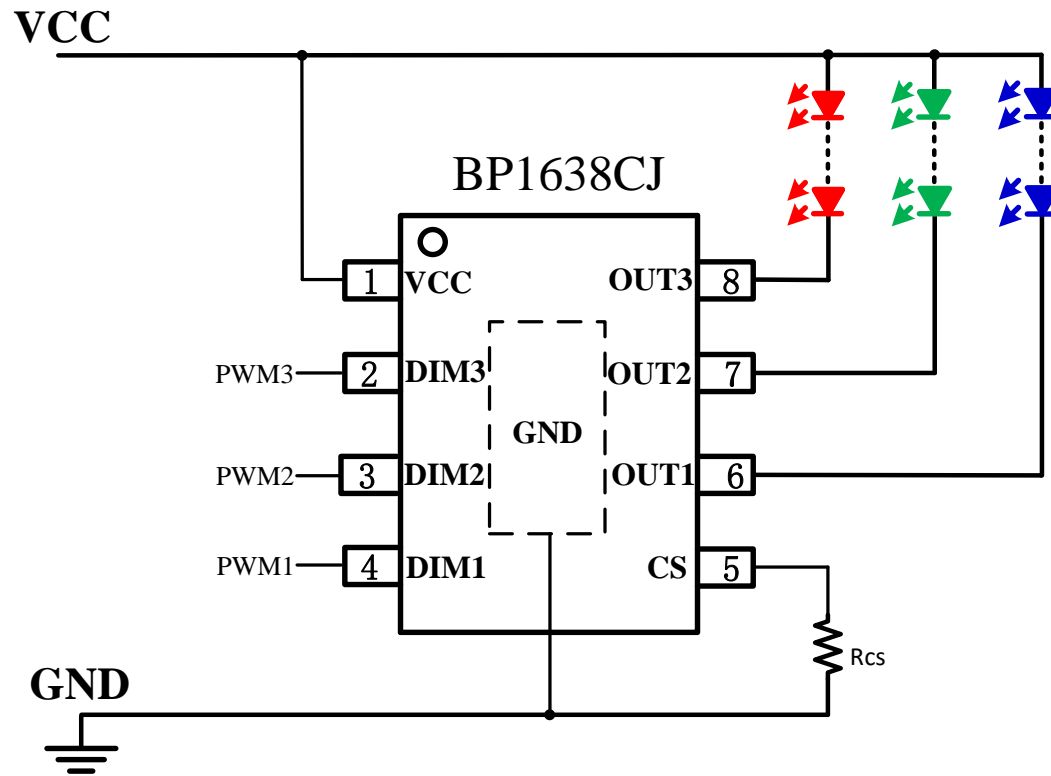 VCC
BP1638CJ
1 VCC OUT3 8
PWM3 2 DIM3 OUT2 7
GND
PWM2 3 DIM2 OUT1 6
PWM1 4 DIM1 CS 5
Rcs
GND